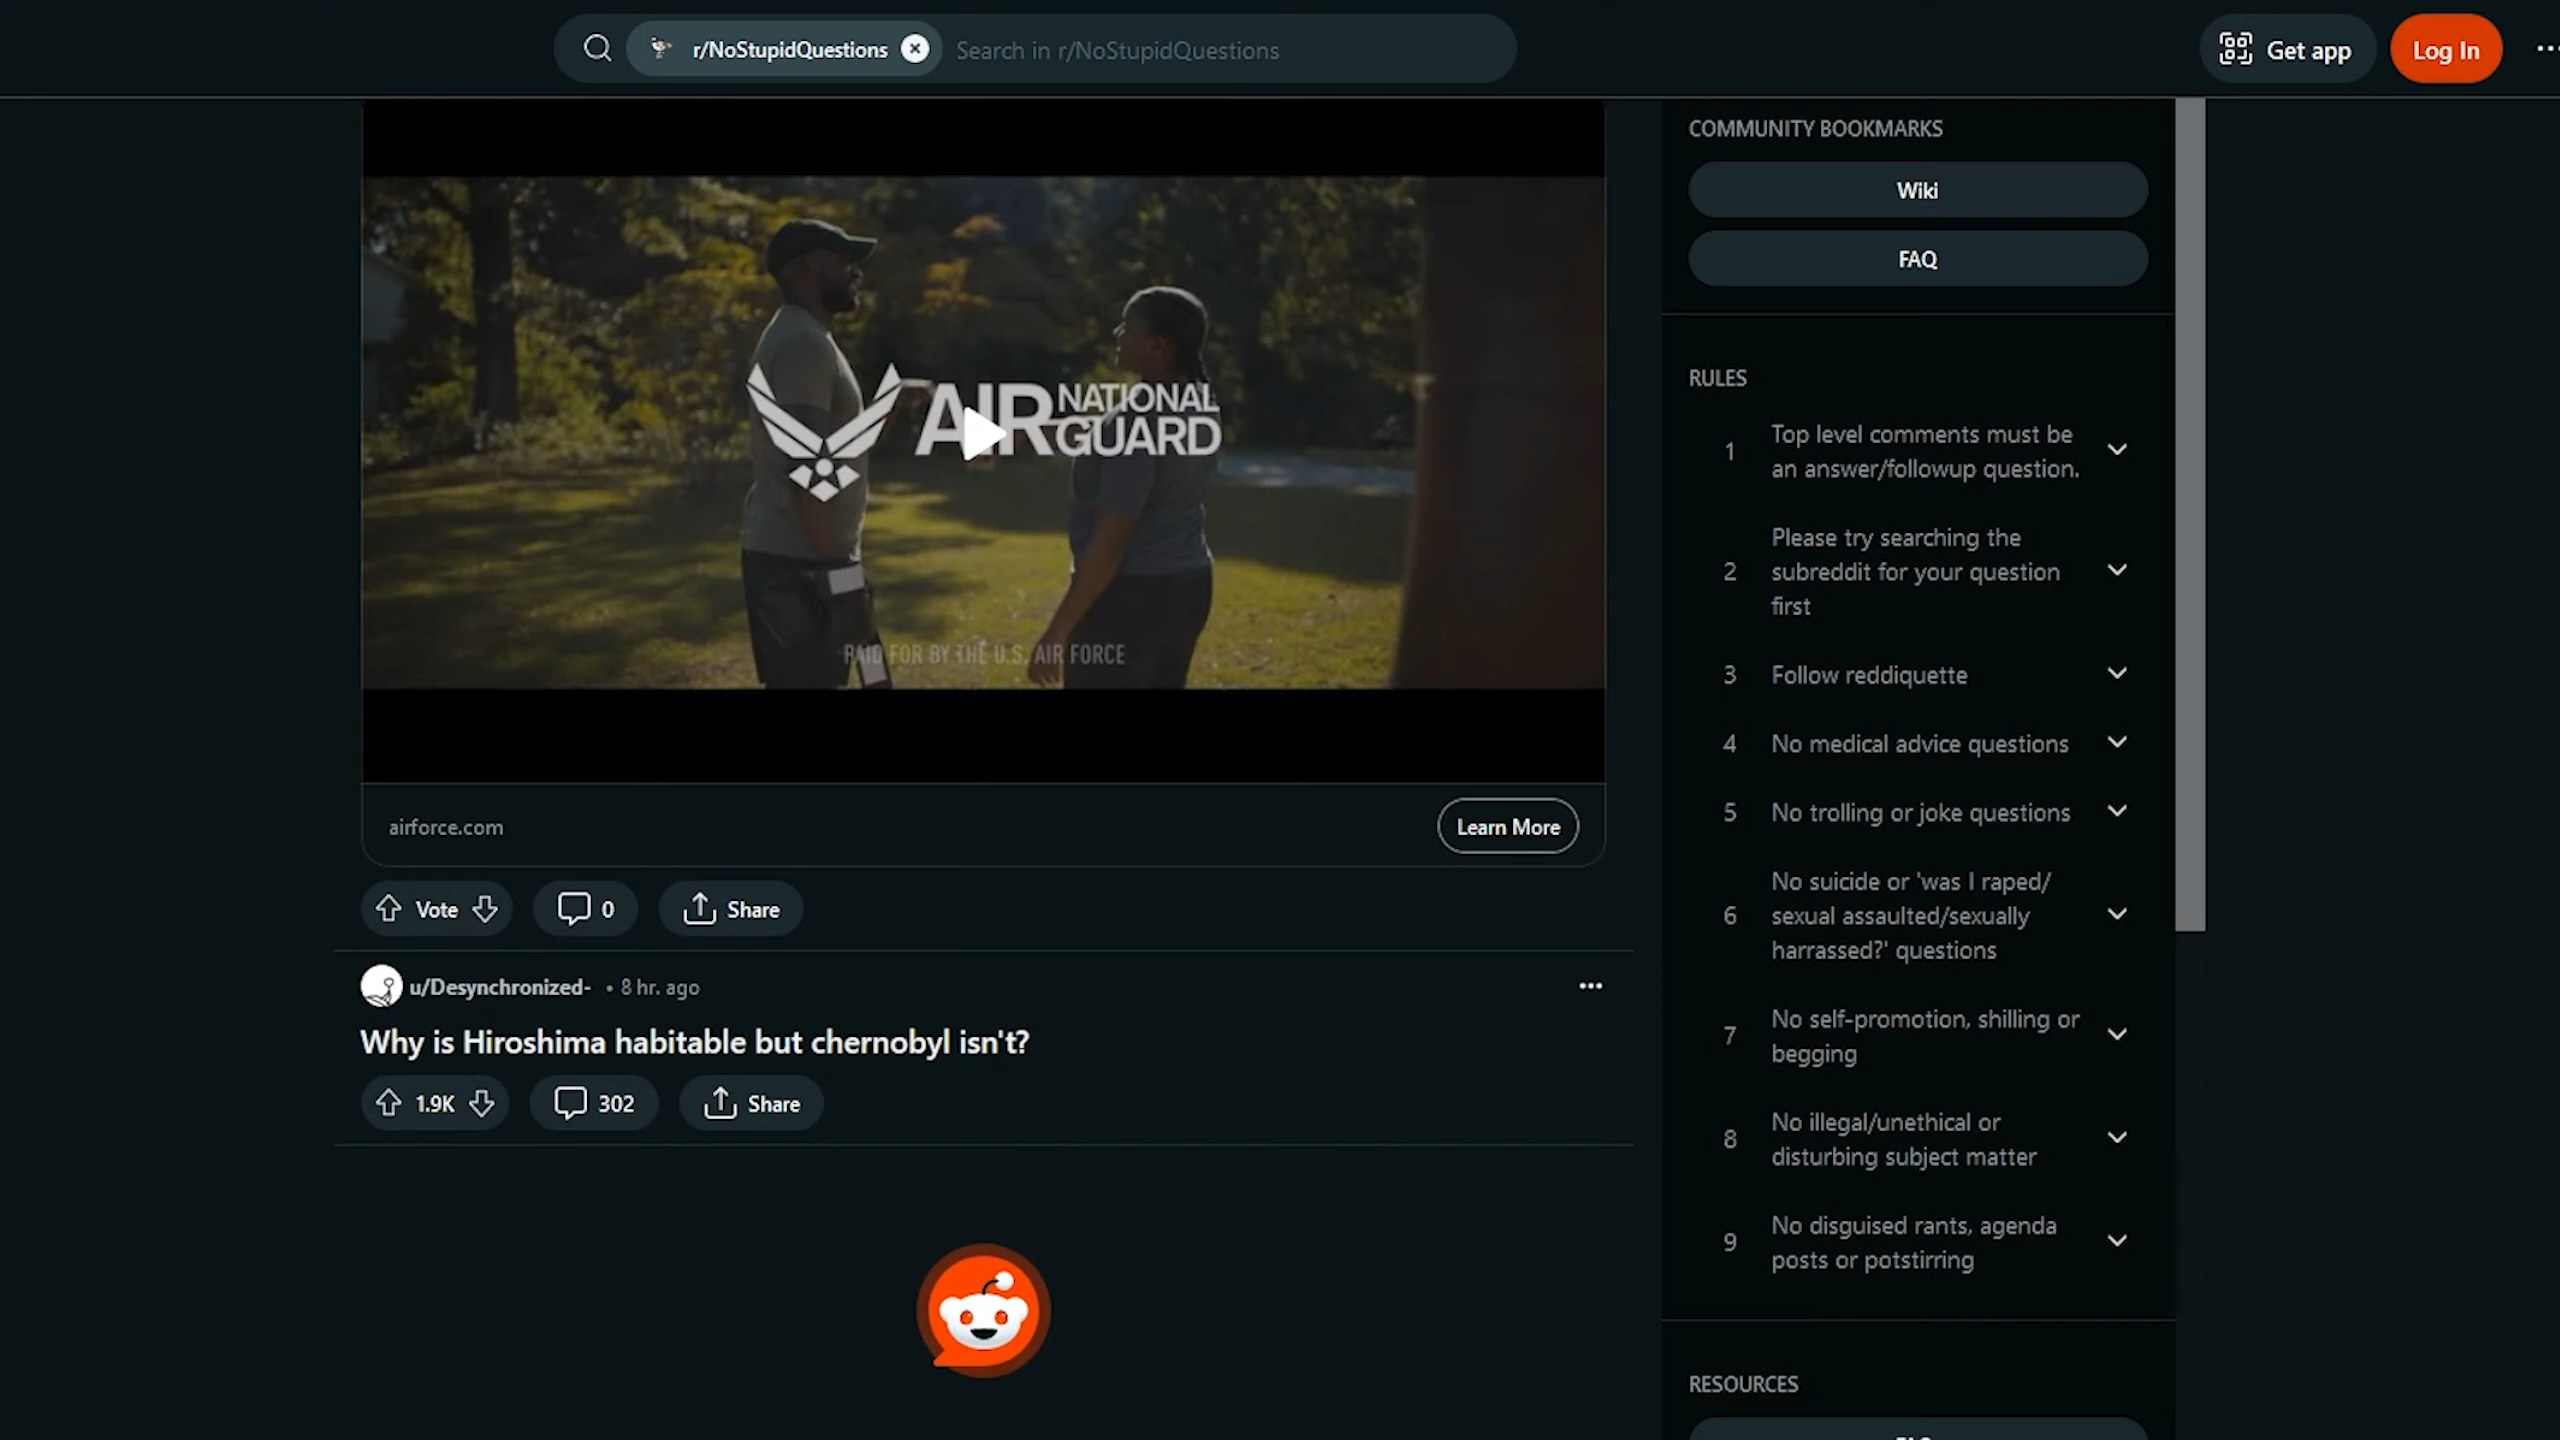 r/NoStupidQuestions
Search in r/NoStupidQuestions
Get app
Log In
AIR NATIONAL GUARD
PAID FOR BY THE U.S. AIR FORCE
airforce.com
Learn More
Vote
0
Share
u/Desynchronized- • 8 hr. ago
Why is Hiroshima habitable but chernobyl isn't?
1.9K
302
Share
COMMUNITY BOOKMARKS
Wiki
FAQ
RULES
1 Top level comments must be
an answer/followup question.
2 Please try searching the
subreddit for your question
first
3 Follow reddiquette
4 No medical advice questions
5 No trolling or joke questions
6 No suicide or 'was I raped/
sexual assaulted/sexually
harrassed?' questions
7 No self-promotion, shilling or
begging
8 No illegal/unethical or
disturbing subject matter
9 No disguised rants, agenda
posts or potstirring
RESOURCES